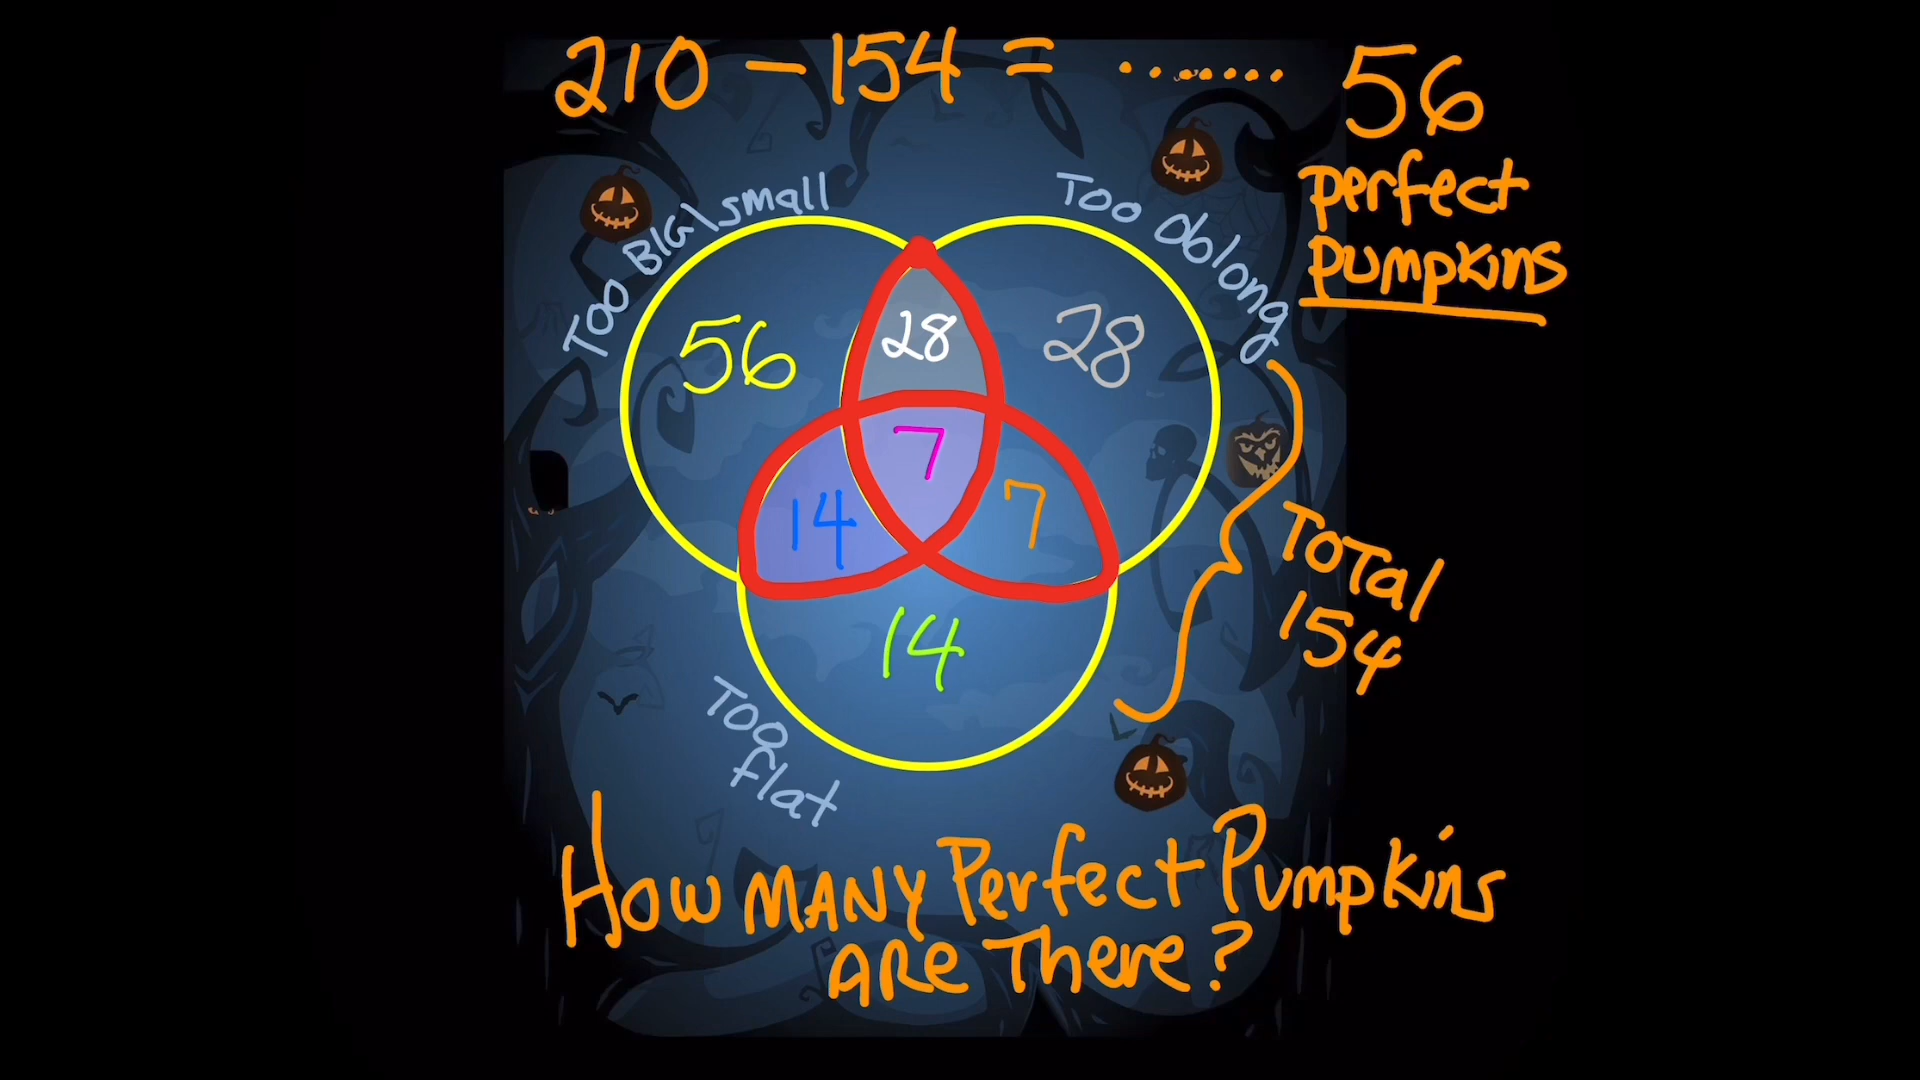 210 - 154 = ....... 56
perfect
pumpkins
Too BIG\small
Too oblong
56
28
28
7
14
7
14
Total
154
Too
flat
How MANY Perfect Pumpkins
ARe There?